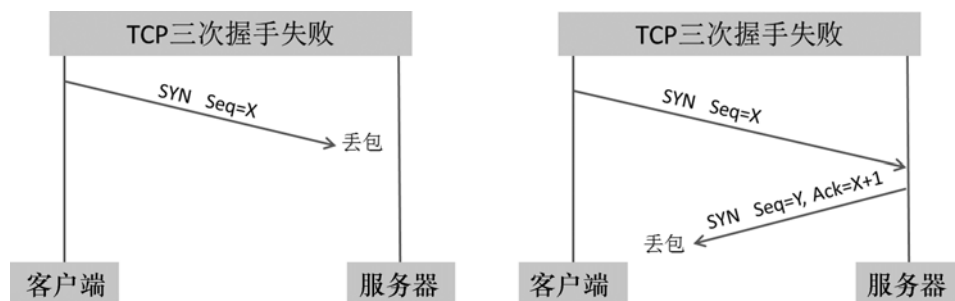 TCP三次握手失败
SYN Seq=X
丢包
客户端
服务器
TCP三次握手失败
SYN Seq=X
SYN Seq=Y, Ack=X+1
丢包
客户端
服务器